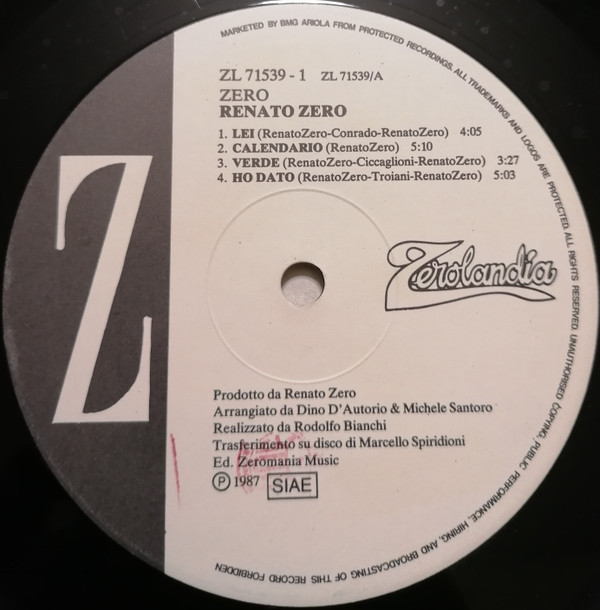 MARKETED BY BMG ARIOLA FROM PROTECTED RECORDINGS. ALL TRADEMARKS AND LOGOS ARE PROTECTED. ALL RIGHTS RESERVED. UNAUTHORISED COPYING, PUBLIC PERFORMANCE, HIRING, AND BROADCASTING OF THIS RECORD FORBIDDEN
ZL 71539 - 1 ZL 71539/A
ZERO
RENATO ZERO
1. LEI (RenatoZero-Conrado-RenatoZero) 4:05
2. CALENDARIO (RenatoZero) 5:10
3. VERDE (RenatoZero-Ciccaglioni-RenatoZero) 3:27
4. HO DATO (RenatoZero-Troiani-RenatoZero) 5:03
Z
Zerolandia
Prodotto da Renato Zero
Arrangiato da Dino D'Autorio & Michele Santoro
Realizzato da Rodolfo Bianchi
Trasferimento su disco di Marcello Spiridioni
Ed. Zeromania Music
Ⓟ 1987 SIAE